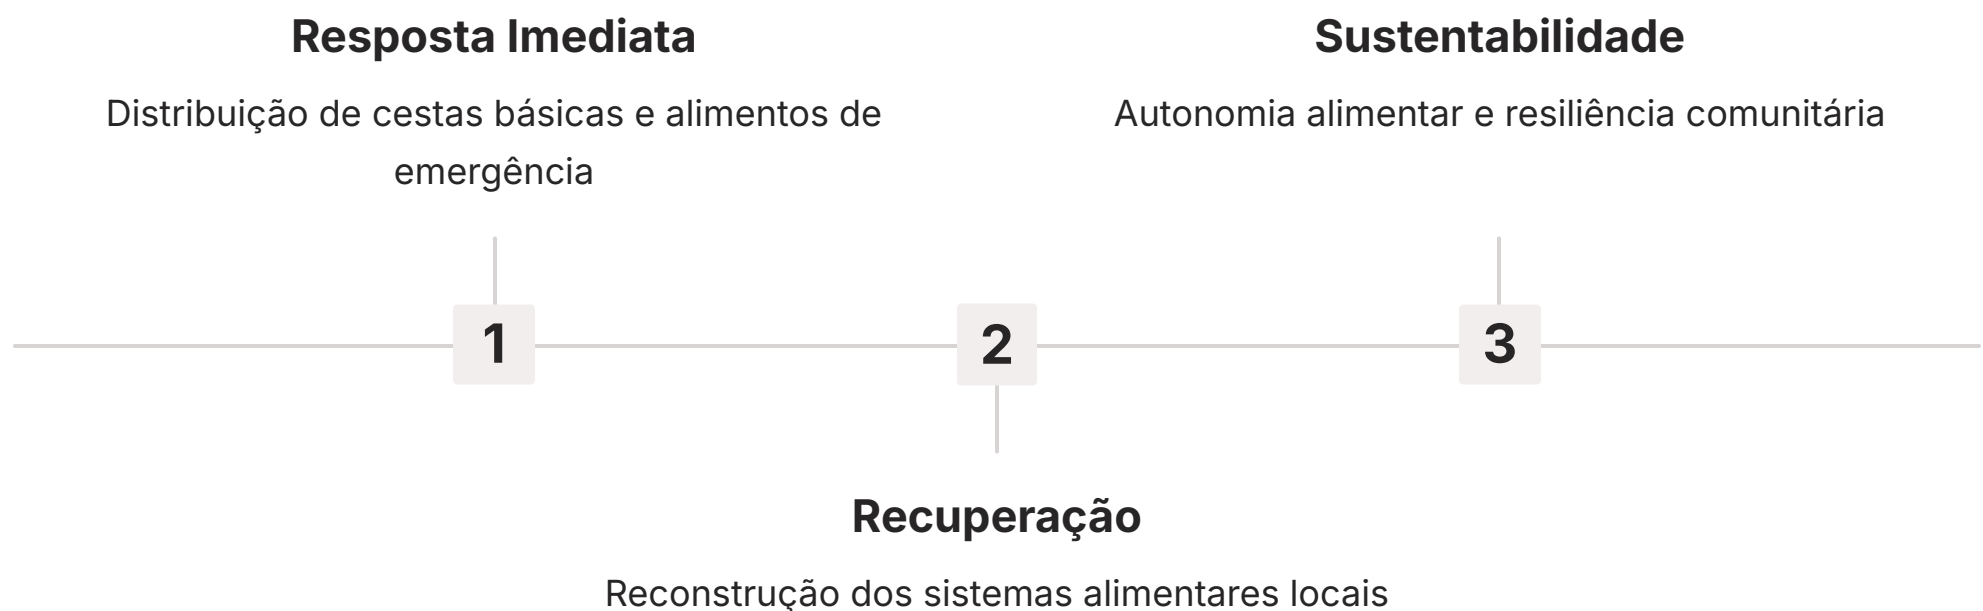 Resposta Imediata
Distribuição de cestas básicas e alimentos de
emergência
Sustentabilidade
Autonomia alimentar e resiliência comunitária
1
2
3
Recuperação
Reconstrução dos sistemas alimentares locais